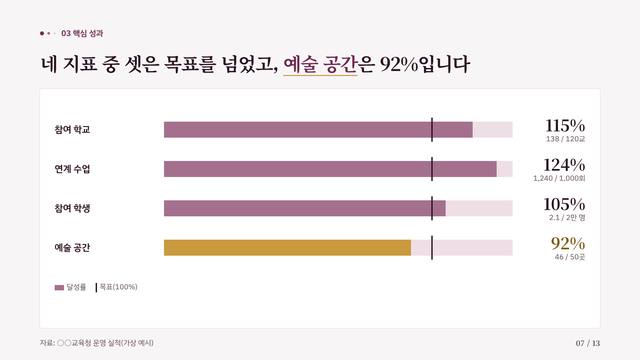 03 핵심 성과
네 지표 중 셋은 목표를 넘었고, 예술 공간은 92%입니다
참여 학교
115%
138 / 120교
연계 수업
124%
1,240 / 1,000회
참여 학생
105%
2.1 / 2만 명
예술 공간
92%
46 / 50곳
달성률 목표(100%)
자료: ○○교육청 운영 실적(가상 예시)
07 / 13